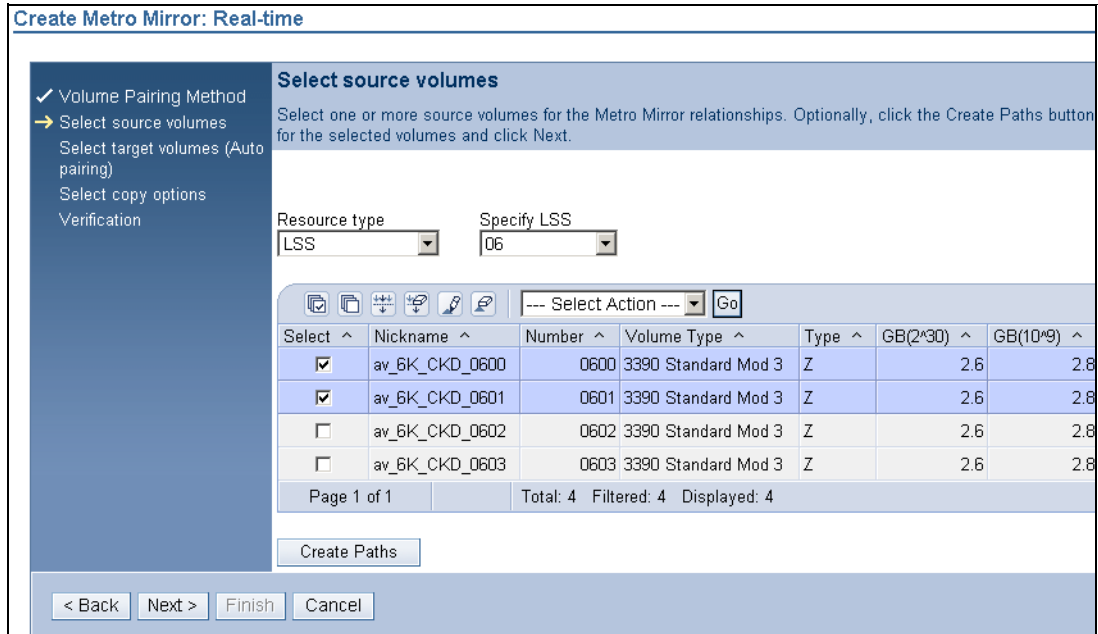 Create Metro Mirror: Real-time
Volume Pairing Method
Select source volumes
Select target volumes (Auto
pairing)
Select copy options
Verification
Select source volumes
Select one or more source volumes for the Metro Mirror relationships. Optionally, click the Create Paths button
for the selected volumes and click Next.
Resource type Specify LSS
LSS 06
--- Select Action --- Go
Select ^ Nickname ^ Number ^ Volume Type ^ Type ^ GB(2^30) ^ GB(10^9) ^
av_6K_CKD_0600 0600 3390 Standard Mod 3 Z 2.6 2.8
av_6K_CKD_0601 0601 3390 Standard Mod 3 Z 2.6 2.8
av_6K_CKD_0602 0602 3390 Standard Mod 3 Z 2.6 2.8
av_6K_CKD_0603 0603 3390 Standard Mod 3 Z 2.6 2.8
Page 1 of 1 Total: 4 Filtered: 4 Displayed: 4
Create Paths
< Back Next > Finish Cancel